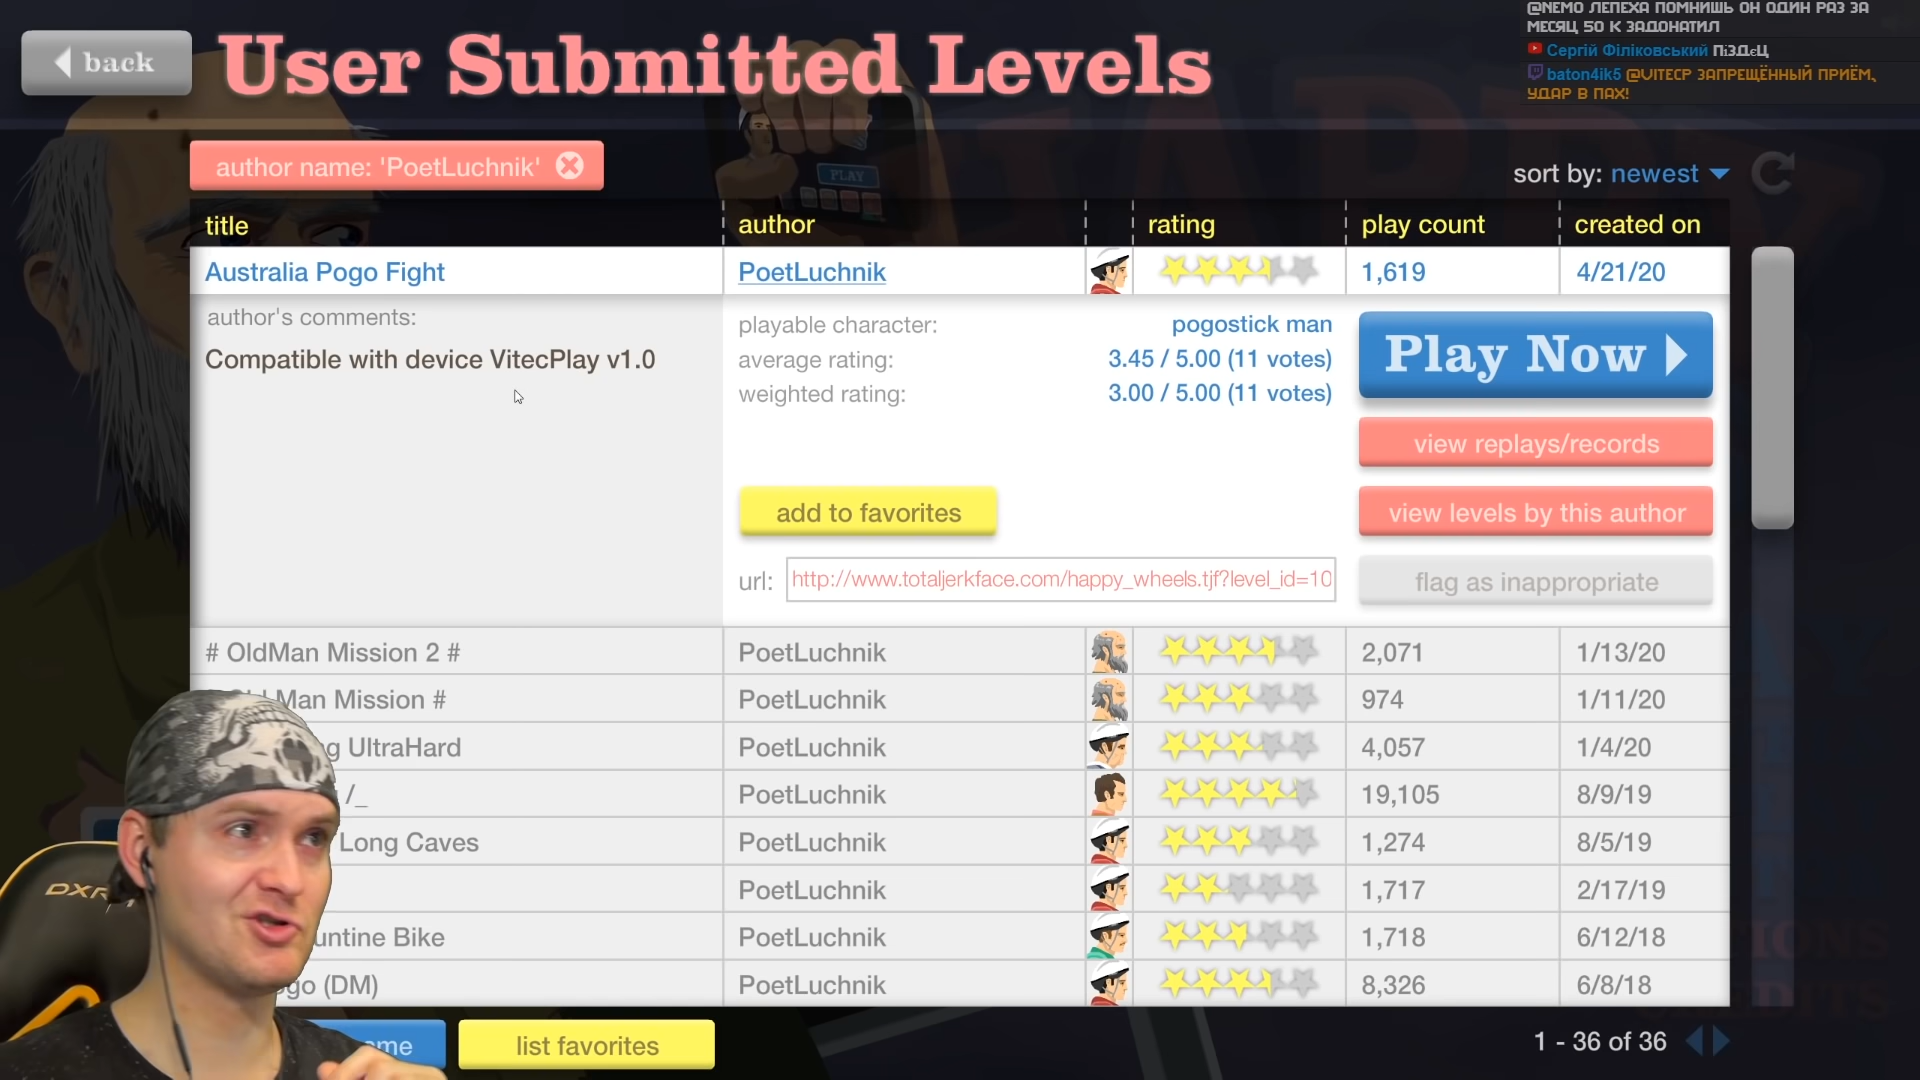 @NEMO ЛЕПЕХА ПОМНИШЬ ОН ОДИН РАЗ ЗА
МЕСЯЦ 50 К ЗАДОНАТИЛ
Сергій Філіковський ПіЗДєЦ
baton4ik5 @VITECP ЗАПРЕЩЁННЫЙ ПРИЁМ,
УДАР В ПАХ!
back
User Submitted Levels
PLAY
author name: 'PoetLuchnik'
sort by: newest
title author rating play count created on
Australia Pogo Fight PoetLuchnik 1,619 4/21/20
author's comments:
Compatible with device VitecPlay v1.0
playable character: pogostick man
average rating: 3.45 / 5.00 (11 votes)
weighted rating: 3.00 / 5.00 (11 votes)
Play Now
view replays/records
add to favorites
view levels by this author
url: http://www.totaljerkface.com/happy_wheels.tjf?level_id=10
flag as inappropriate
# OldMan Mission 2 # PoetLuchnik 2,071 1/13/20
Man Mission # PoetLuchnik 974 1/11/20
g UltraHard PoetLuchnik 4,057 1/4/20
/_ PoetLuchnik 19,105 8/9/19
Long Caves PoetLuchnik 1,274 8/5/19
PoetLuchnik 1,717 2/17/19
untine Bike PoetLuchnik 1,718 6/12/18
go (DM) PoetLuchnik 8,326 6/8/18
DXR
me
list favorites
1 - 36 of 36